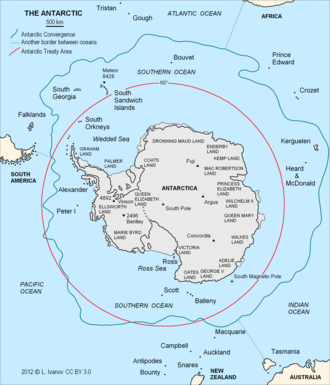 THE ANTARCTIC
500 km
Antarctic Convergence
Another border between oceans
Antarctic Treaty Area
Tristan
Gough
ATLANTIC OCEAN
AFRICA
Bouvet
Prince
Edward
Meteor
8428
SOUTHERN OCEAN
60°
Crozet
South
Georgia
South
Sandwich
Islands
Falklands
South
Orkneys
Weddell Sea
DRONNING MAUD LAND
ENDERBY
LAND
KEMP LAND
Kerguelen
GRAHAM
LAND
COATS
LAND
Fuji
MAC ROBERTSON
LAND
Heard
&
McDonald
SOUTH
AMERICA
PALMER
LAND
PRINCESS
ELIZABETH
LAND
Alexander
4892
Vinson
QUEEN
ELIZABETH
LAND
ANTARCTICA
Argus
WILHELM II
LAND
ELLSWORTH
LAND
South Pole
Peter I
2496
Bentley
QUEEN MARY
LAND
MARIE BYRD
LAND
Concordia
WILKES
LAND
VICTORIA
LAND
ADELIE
LAND
Ross
Ross Sea
OATES
LAND
GEORGE V
LAND
South Magnetic Pole
PACIFIC
OCEAN
Scott
SOUTHERN OCEAN
Balleny
INDIAN
OCEAN
Macquarie
Campbell
Auckland
Tasmania
Antipodes
Bounty
Snares
NEW
ZEALAND
AUSTRALIA
2012 © L. Ivanov CC BY 3.0